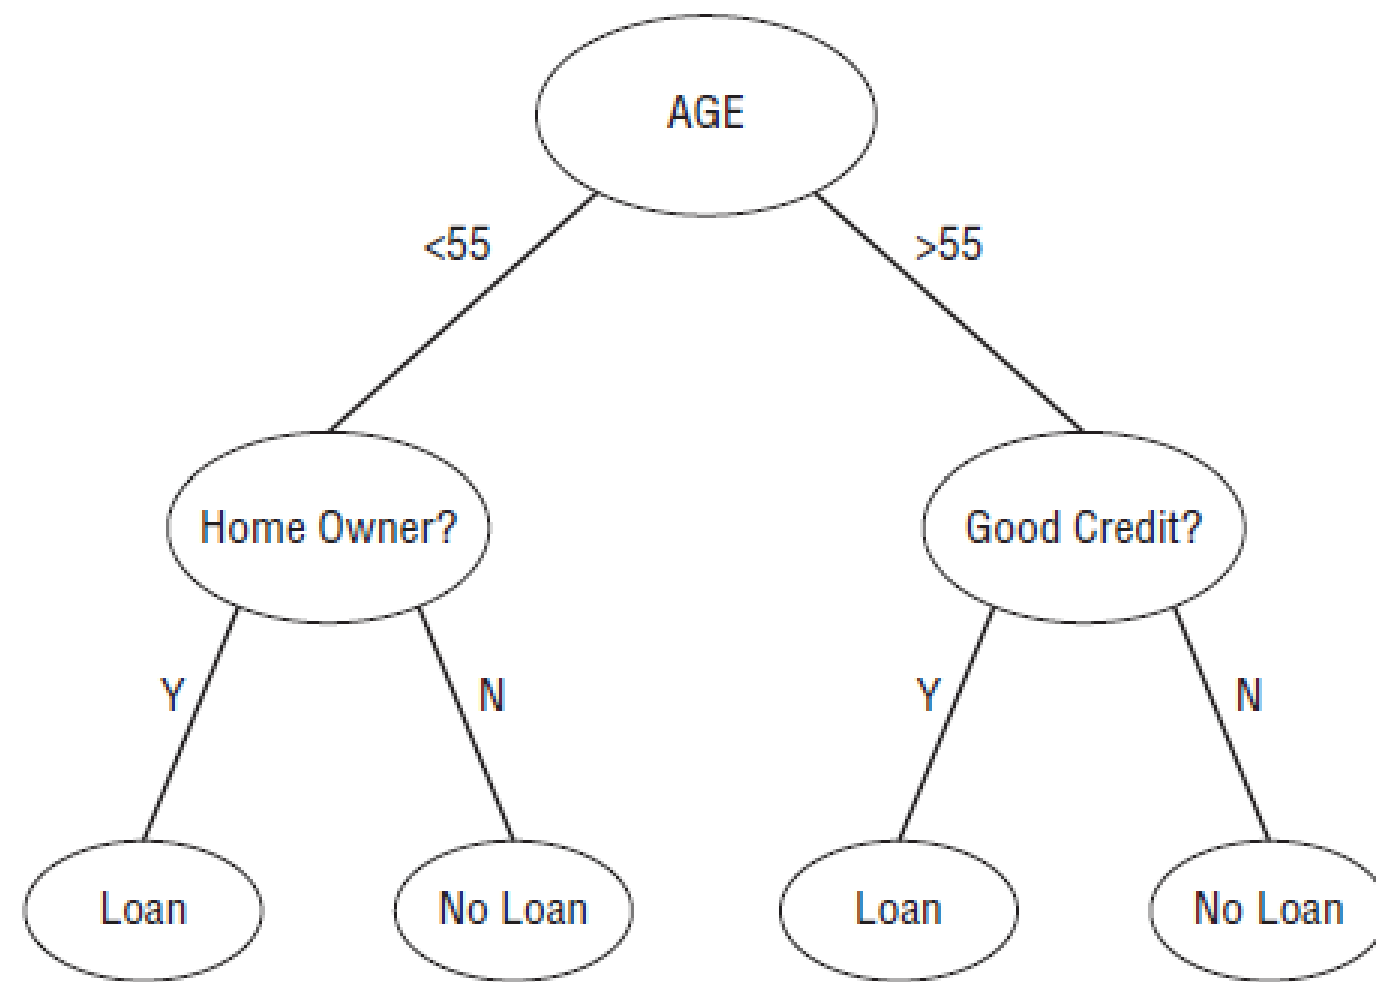 AGE
<55
>55
Home Owner?
Good Credit?
Y
N
Y
N
Loan
No Loan
Loan
No Loan